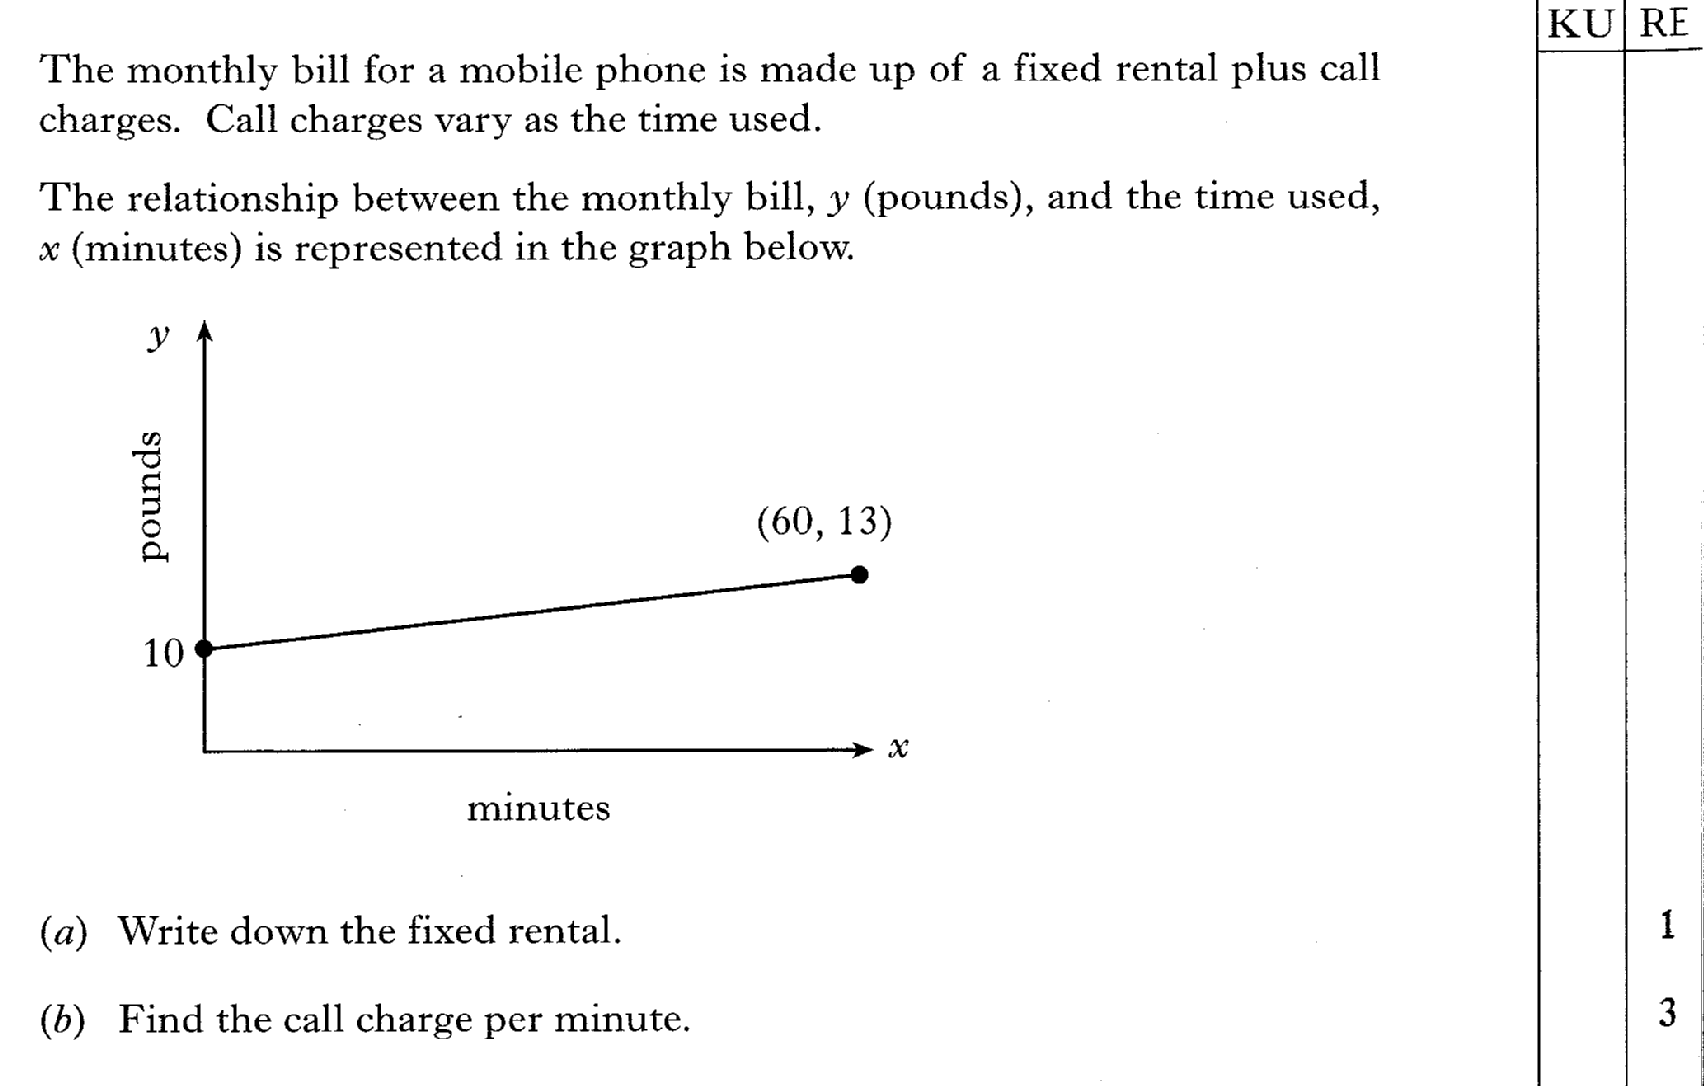 KU RE
The monthly bill for a mobile phone is made up of a fixed rental plus call
charges. Call charges vary as the time used.
The relationship between the monthly bill, y (pounds), and the time used,
x (minutes) is represented in the graph below.
y
pounds
(60, 13)
10
x
minutes
(a) Write down the fixed rental.
1
(b) Find the call charge per minute.
3